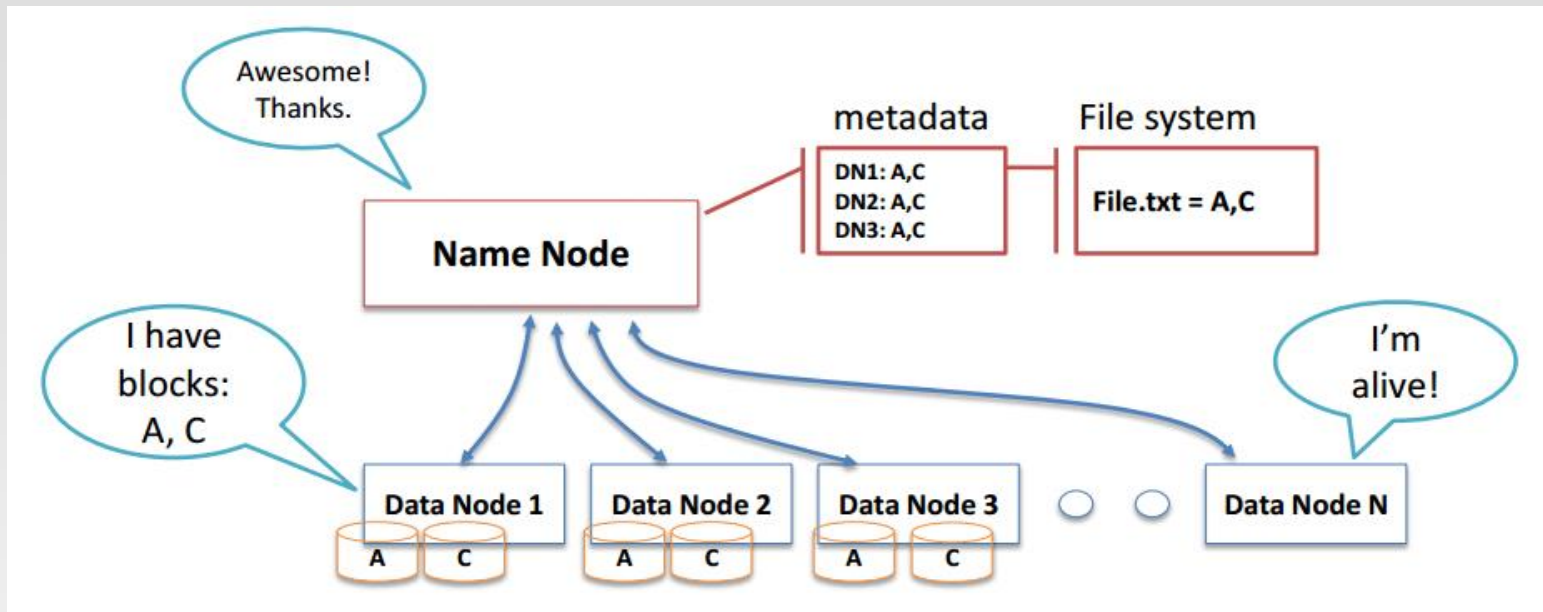 Awesome!
Thanks.
metadata
File system
DN1: A,C
DN2: A,C
DN3: A,C
File.txt = A,C
Name Node
I have
blocks:
A, C
I’m
alive!
Data Node 1
Data Node 2
Data Node 3
Data Node N
A
C
A
C
A
C